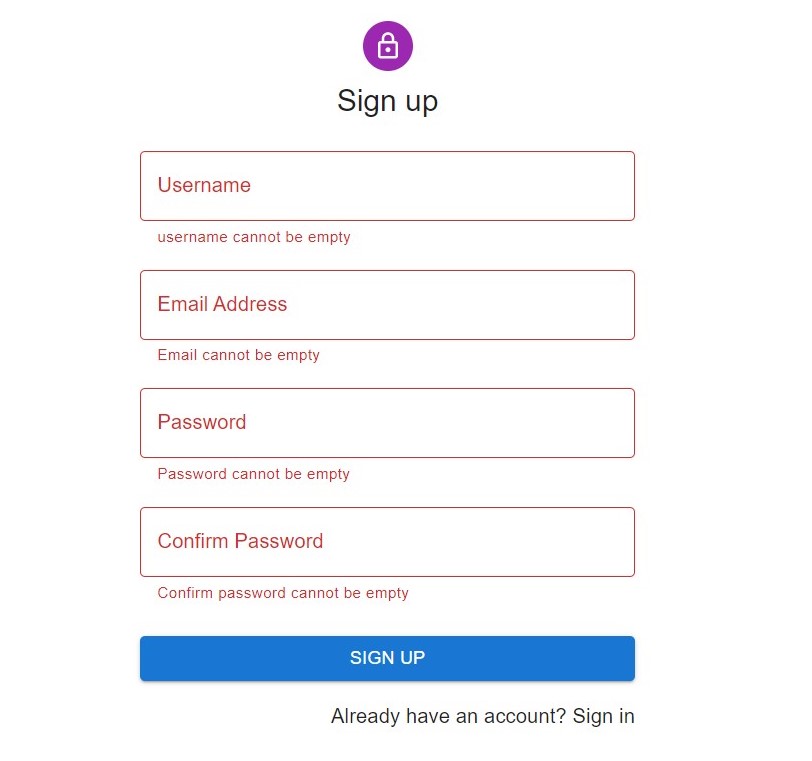 Sign up
Username
username cannot be empty
Email Address
Email cannot be empty
Password
Password cannot be empty
Confirm Password
Confirm password cannot be empty
SIGN UP
Already have an account? Sign in